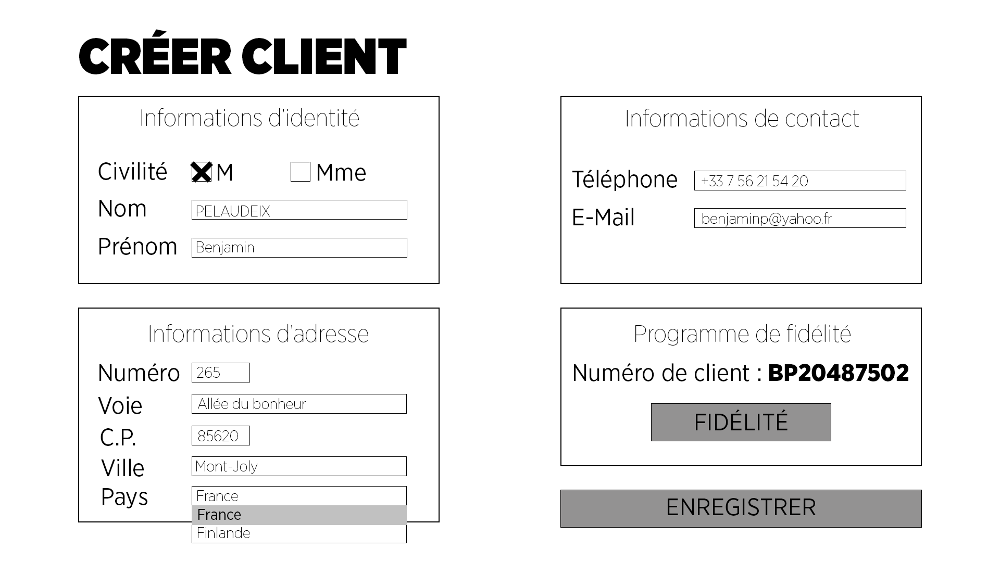 CRÉER CLIENT
Informations d'identité
Civilité M Mme
Nom PELAUDEIX
Prénom Benjamin
Informations de contact
Téléphone +33 7 56 21 54 20
E-Mail benjaminp@yahoo.fr
Informations d'adresse
Numéro 265
Voie Allée du bonheur
C.P. 85620
Ville Mont-Joly
Pays France
France
Finlande
Programme de fidélité
Numéro de client : BP20487502
FIDÉLITÉ
ENREGISTRER